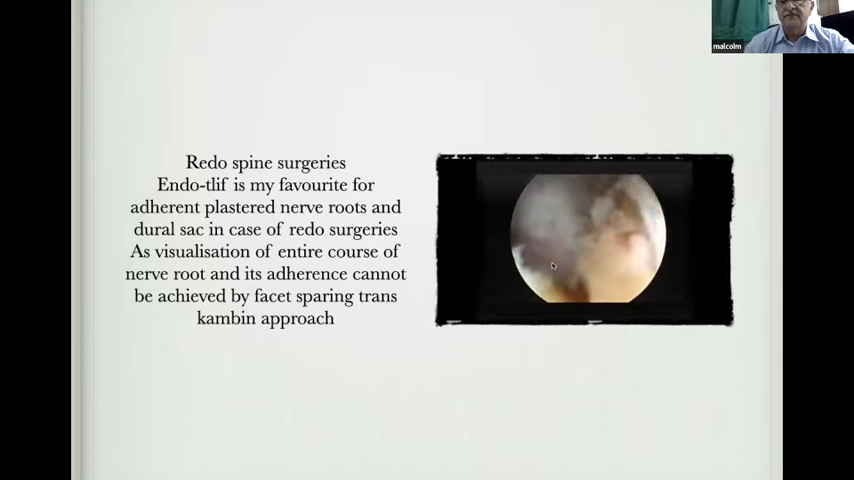 malcolm
Redo spine surgeries
Endo-tlif is my favourite for
adherent plastered nerve roots and
dural sac in case of redo surgeries
As visualisation of entire course of
nerve root and its adherence cannot
be achieved by facet sparing trans
kambin approach